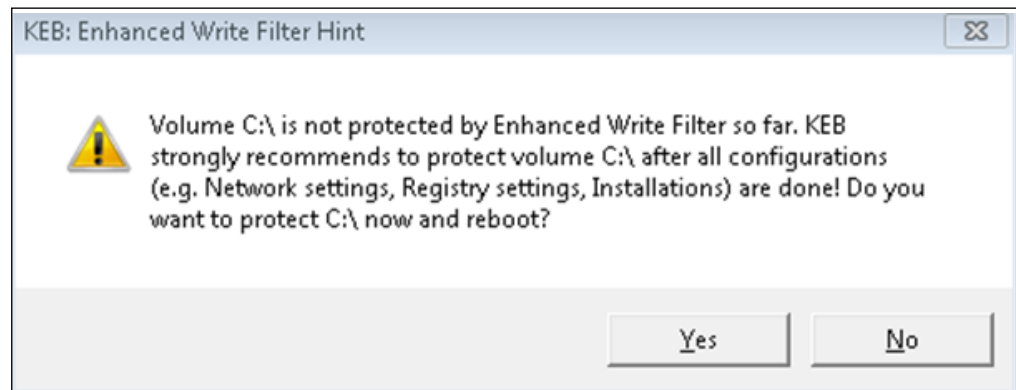 KEB: Enhanced Write Filter Hint
Volume C:\ is not protected by Enhanced Write Filter so far. KEB
strongly recommends to protect volume C:\ after all configurations
(e.g. Network settings, Registry settings, Installations) are done! Do you
want to protect C:\ now and reboot?
Yes
No